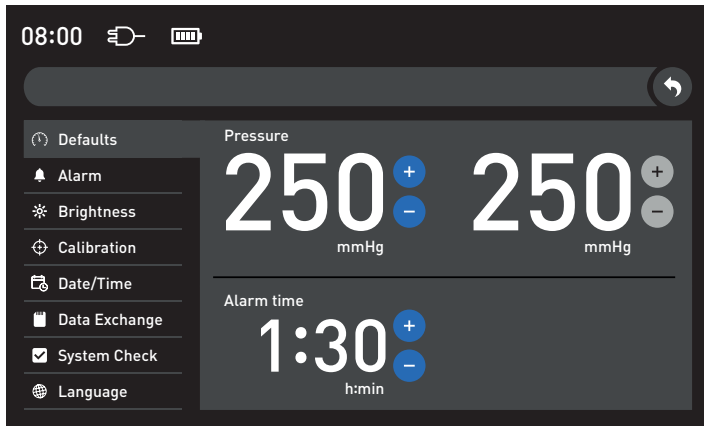 08:00
Defaults
Alarm
Brightness
Calibration
Date/Time
Data Exchange
System Check
Language
Pressure
250 + −
mmHg
250 + −
mmHg
Alarm time
1:30 + −
h:min